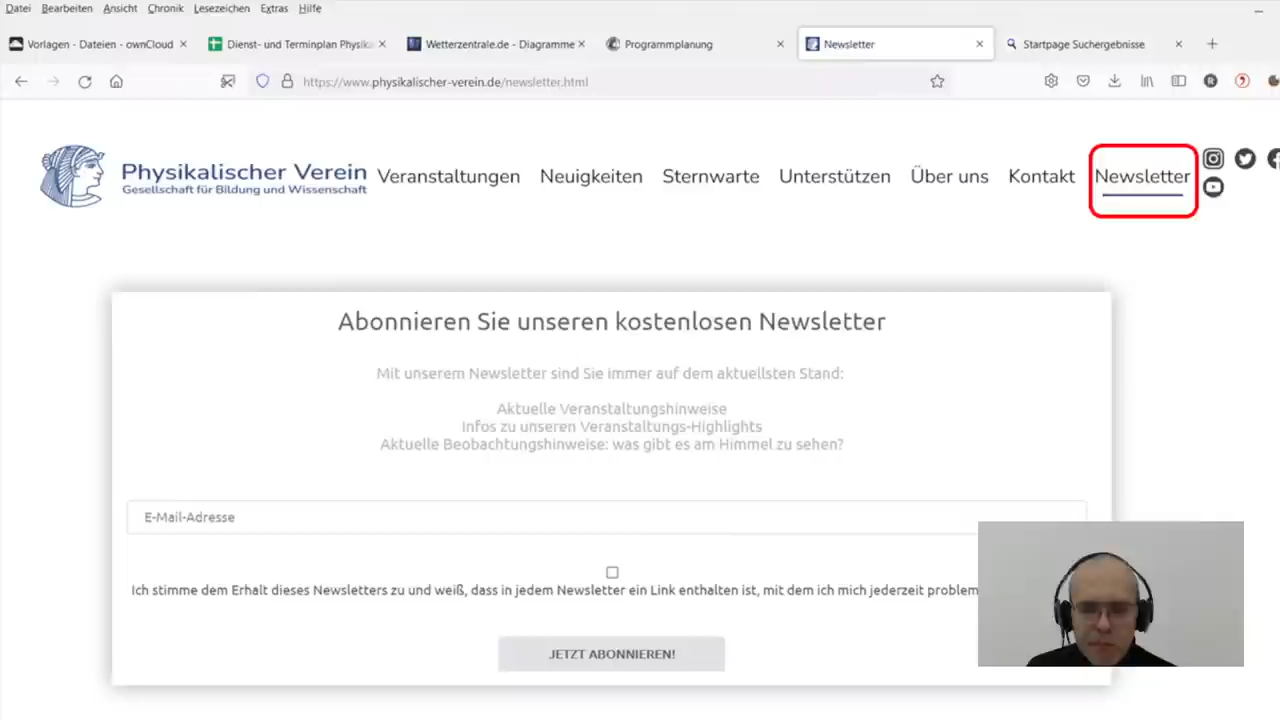 Datei Bearbeiten Ansicht Chronik Lesezeichen Extras Hilfe
Vorlagen - Dateien - ownCloud
Dienst- und Terminplan Physika
Wetterzentrale.de - Diagramme
Programmplanung
Newsletter
Startpage Suchergebnisse
https://www.physikalischer-verein.de/newsletter.html
Physikalischer Verein
Gesellschaft für Bildung und Wissenschaft
Veranstaltungen Neuigkeiten Sternwarte Unterstützen Über uns Kontakt Newsletter
Abonnieren Sie unseren kostenlosen Newsletter
Mit unserem Newsletter sind Sie immer auf dem aktuellsten Stand:
Aktuelle Veranstaltungshinweise
Infos zu unseren Veranstaltungs-Highlights
Aktuelle Beobachtungshinweise: was gibt es am Himmel zu sehen?
E-Mail-Adresse
Ich stimme dem Erhalt dieses Newsletters zu und weiß, dass in jedem Newsletter ein Link enthalten ist, mit dem ich mich jederzeit problem
JETZT ABONNIEREN!